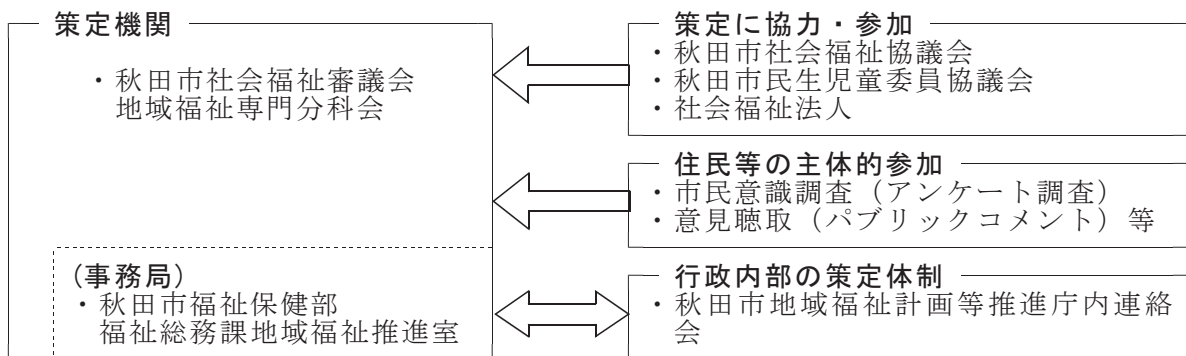 策定機関
・秋田市社会福祉審議会
地域福祉専門分科会
(事務局)
・秋田市福祉保健部
福祉総務課地域福祉推進室
策定に協力・参加
・秋田市社会福祉協議会
・秋田市民生児童委員協議会
・社会福祉法人
住民等の主体的参加
・市民意識調査（アンケート調査）
・意見聴取（パブリックコメント）等
行政内部の策定体制
・秋田市地域福祉計画等推進庁内連絡
会